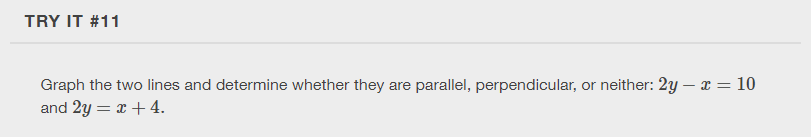 TRY IT #11
Graph the two lines and determine whether they are parallel, perpendicular, or neither: 2y − x = 10
and 2y = x + 4.